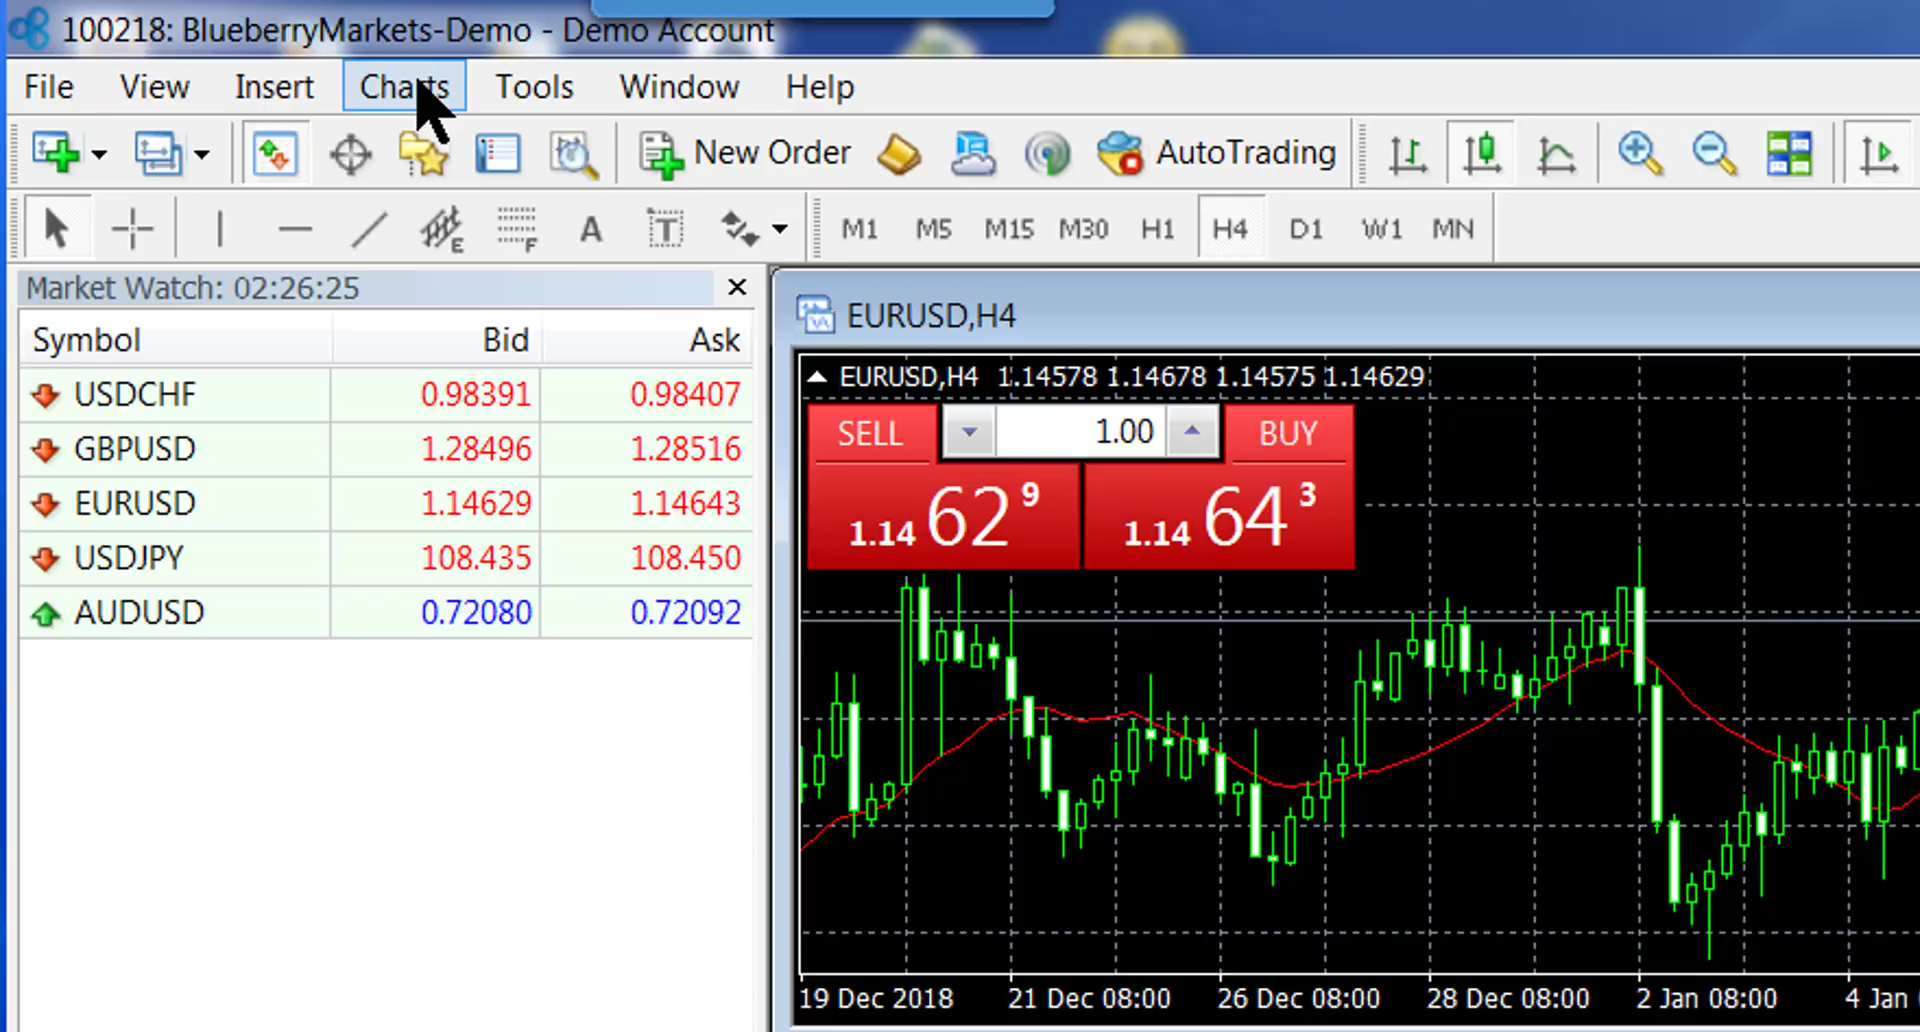 100218: BlueberryMarkets-Demo - Demo Account
File View Insert Charts Tools Window Help
New Order AutoTrading
E F A T M1 M5 M15 M30 H1 H4 D1 W1 MN
Market Watch: 02:26:25
Symbol Bid Ask
USDCHF 0.98391 0.98407
GBPUSD 1.28496 1.28516
EURUSD 1.14629 1.14643
USDJPY 108.435 108.450
AUDUSD 0.72080 0.72092
EURUSD,H4
EURUSD,H4 1.14578 1.14678 1.14575 1.14629
SELL 1.00 BUY
1.14 62 9 1.14 64 3
19 Dec 2018 21 Dec 08:00 26 Dec 08:00 28 Dec 08:00 2 Jan 08:00 4 Jan